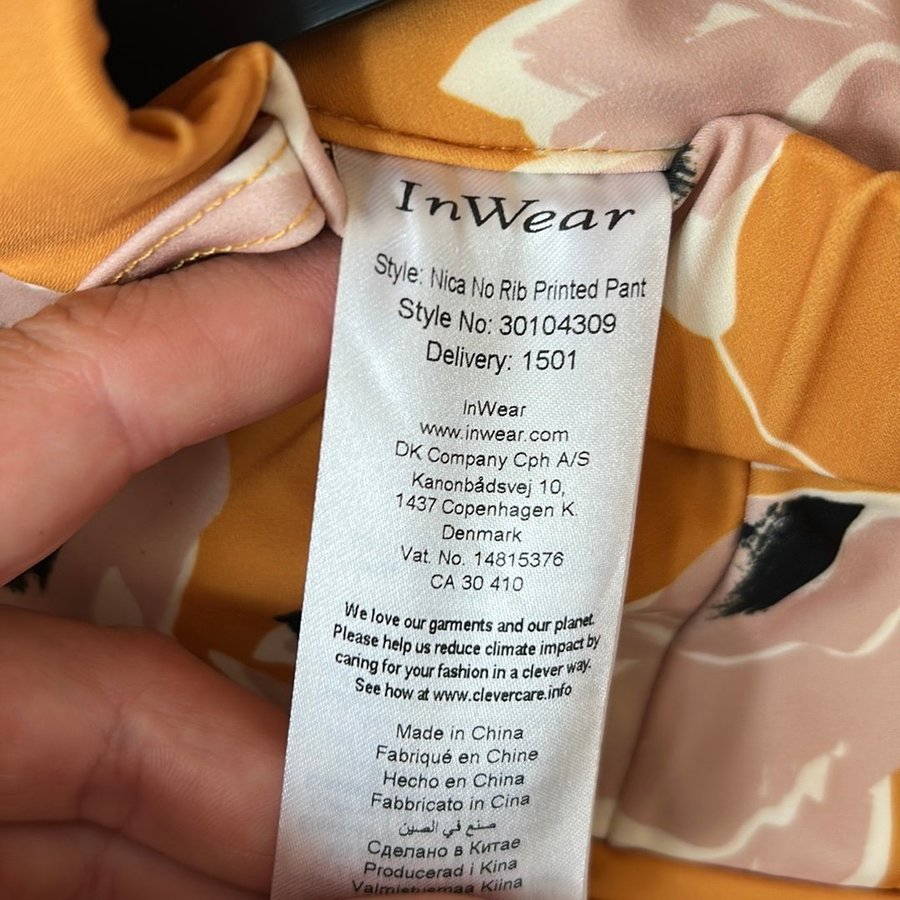 InWear
Style: Nica No Rib Printed Pant
Style No: 30104309
Delivery: 1501
InWear
www.inwear.com
DK Company Cph A/S
Kanonbådsvej 10,
1437 Copenhagen K.
Denmark
Vat. No. 14815376
CA 30 410
We love our garments and our planet.
Please help us reduce climate impact by
caring for your fashion in a clever way.
See how at www.clevercare.info
Made in China
Fabriqué en Chine
Hecho en China
Fabbricato in Cina
صنع في الصين
Сделано в Китае
Producerad i Kina
Valmistusmaa Kiina